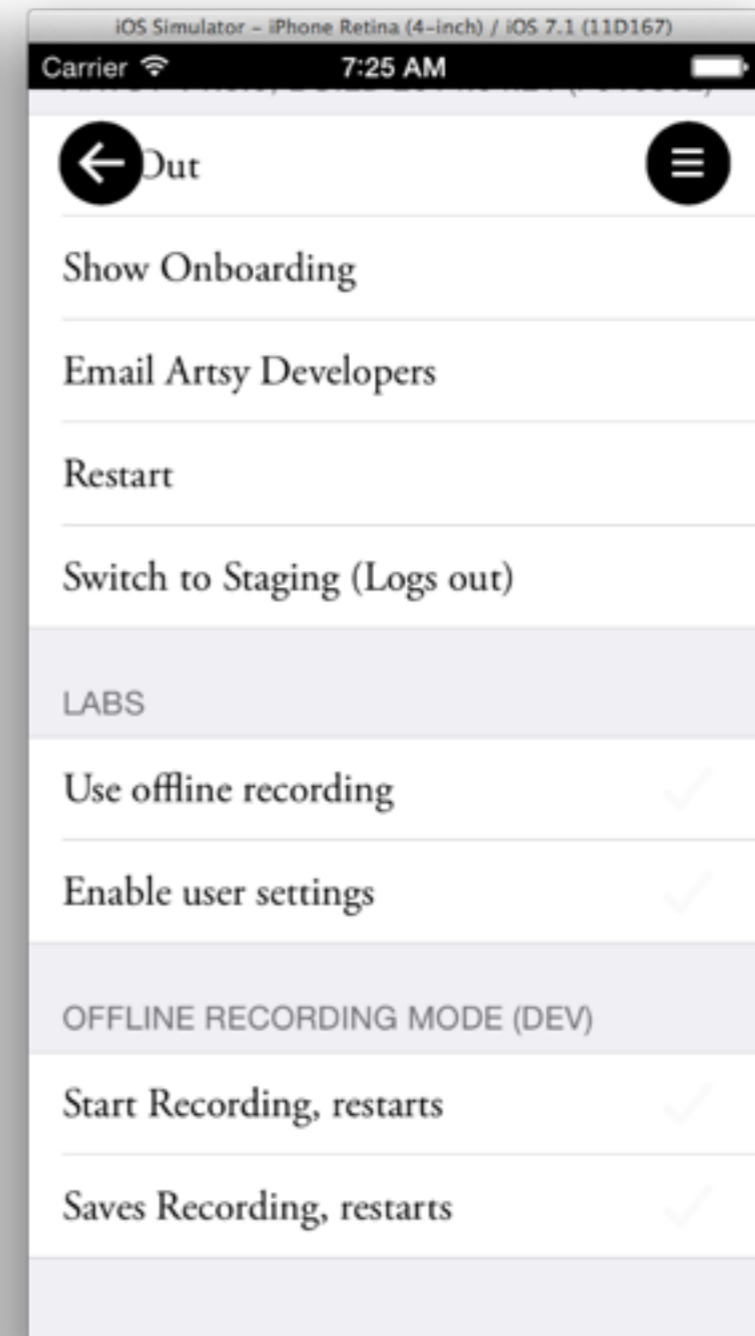 iOS Simulator – iPhone Retina (4-inch) / iOS 7.1 (11D167)
Carrier 7:25 AM
Out
Show Onboarding
Email Artsy Developers
Restart
Switch to Staging (Logs out)
LABS
Use offline recording
Enable user settings
OFFLINE RECORDING MODE (DEV)
Start Recording, restarts
Saves Recording, restarts